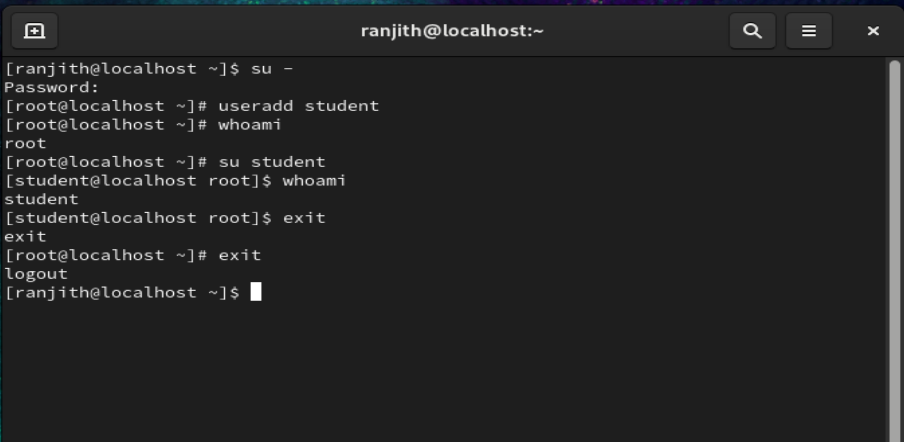 ranjith@localhost:~
[ranjith@localhost ~]$ su -
Password:
[root@localhost ~]# useradd student
[root@localhost ~]# whoami
root
[root@localhost ~]# su student
[student@localhost root]$ whoami
student
[student@localhost root]$ exit
exit
[root@localhost ~]# exit
logout
[ranjith@localhost ~]$